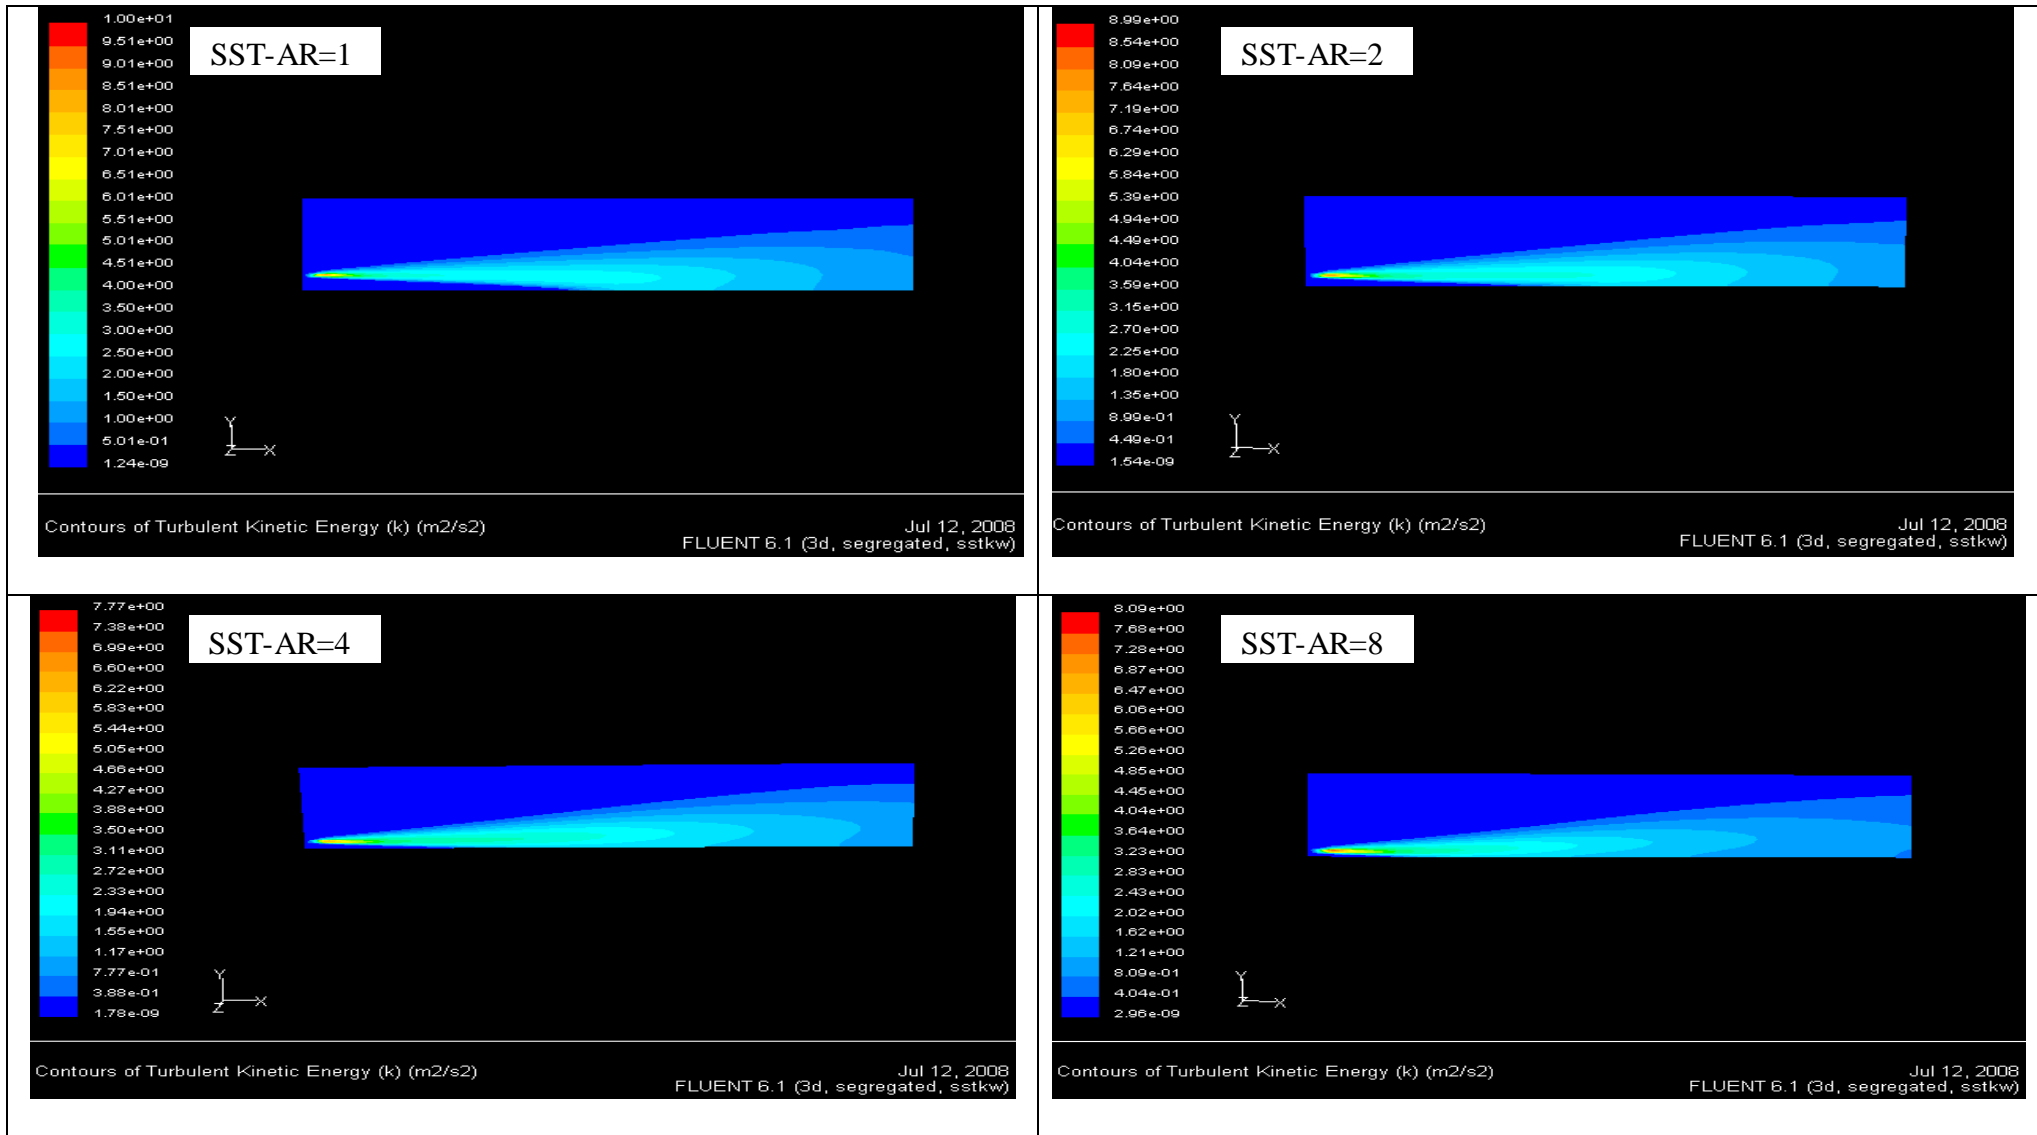 1.00e+01
9.51e+00
9.01e+00
8.51e+00
8.01e+00
7.51e+00
7.01e+00
6.51e+00
6.01e+00
5.51e+00
5.01e+00
4.51e+00
4.00e+00
3.50e+00
3.00e+00
2.50e+00
2.00e+00
1.50e+00
1.00e+00
5.01e-01
1.24e-09
SST-AR=1
Y
Z X
Contours of Turbulent Kinetic Energy (k) (m2/s2)
Jul 12, 2008
FLUENT 6.1 (3d, segregated, sstkw)
8.99e+00
8.54e+00
8.09e+00
7.64e+00
7.19e+00
6.74e+00
6.29e+00
5.84e+00
5.39e+00
4.94e+00
4.49e+00
4.04e+00
3.59e+00
3.15e+00
2.70e+00
2.25e+00
1.80e+00
1.35e+00
8.99e-01
4.49e-01
1.54e-09
SST-AR=2
Y
Z X
Contours of Turbulent Kinetic Energy (k) (m2/s2)
Jul 12, 2008
FLUENT 6.1 (3d, segregated, sstkw)
7.77e+00
7.38e+00
6.99e+00
6.60e+00
6.22e+00
5.83e+00
5.44e+00
5.05e+00
4.66e+00
4.27e+00
3.88e+00
3.50e+00
3.11e+00
2.72e+00
2.33e+00
1.94e+00
1.55e+00
1.17e+00
7.77e-01
3.88e-01
1.78e-09
SST-AR=4
Y
Z X
Contours of Turbulent Kinetic Energy (k) (m2/s2)
Jul 12, 2008
FLUENT 6.1 (3d, segregated, sstkw)
8.09e+00
7.68e+00
7.28e+00
6.87e+00
6.47e+00
6.06e+00
5.66e+00
5.26e+00
4.85e+00
4.45e+00
4.04e+00
3.64e+00
3.23e+00
2.83e+00
2.43e+00
2.02e+00
1.62e+00
1.21e+00
8.09e-01
4.04e-01
2.96e-09
SST-AR=8
Y
Z X
Contours of Turbulent Kinetic Energy (k) (m2/s2)
Jul 12, 2008
FLUENT 6.1 (3d, segregated, sstkw)